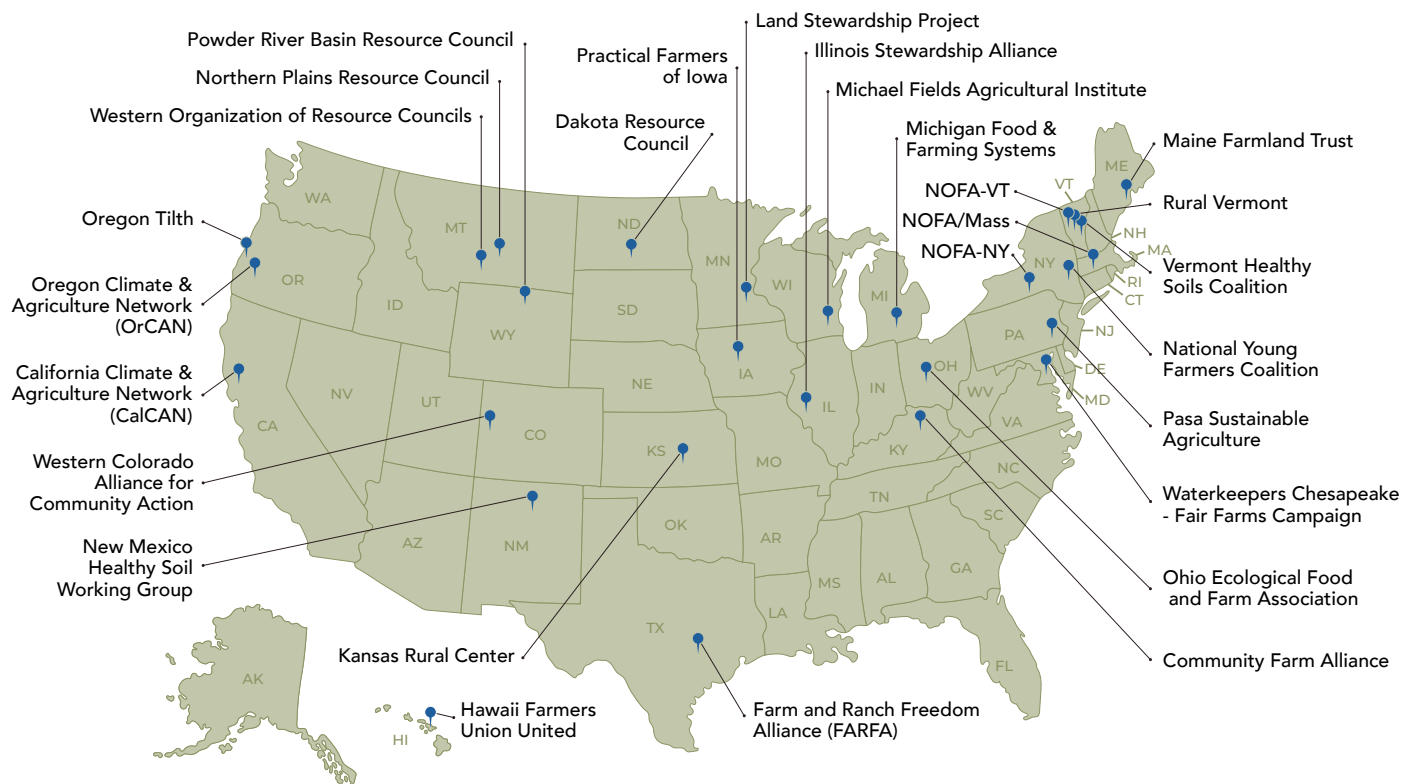 Land Stewardship Project
Powder River Basin Resource Council
Practical Farmers
of Iowa
Illinois Stewardship Alliance
Northern Plains Resource Council
Michael Fields Agricultural Institute
Western Organization of Resource Councils
Dakota Resource
Council
Michigan Food &
Farming Systems
Maine Farmland Trust
NOFA-VT
Rural Vermont
NOFA/Mass
NOFA-NY
Oregon Tilth
Vermont Healthy
Soils Coalition
Oregon Climate &
Agriculture Network
(OrCAN)
National Young
Farmers Coalition
California Climate &
Agriculture Network
(CalCAN)
Pasa Sustainable
Agriculture
Western Colorado
Alliance for
Community Action
Waterkeepers Chesapeake
- Fair Farms Campaign
New Mexico
Healthy Soil
Working Group
Ohio Ecological Food
and Farm Association
Kansas Rural Center
Community Farm Alliance
Hawaii Farmers
Union United
Farm and Ranch Freedom
Alliance (FARFA)
WA
MT
ND
MN
WI
MI
VT
ME
NH
MA
RI
CT
NY
OR
ID
WY
SD
PA
NJ
DE
MD
NV
UT
CO
NE
IA
IL
IN
OH
WV
VA
CA
KS
MO
KY
NC
TN
SC
AZ
NM
OK
AR
MS
AL
GA
LA
TX
FL
AK
HI